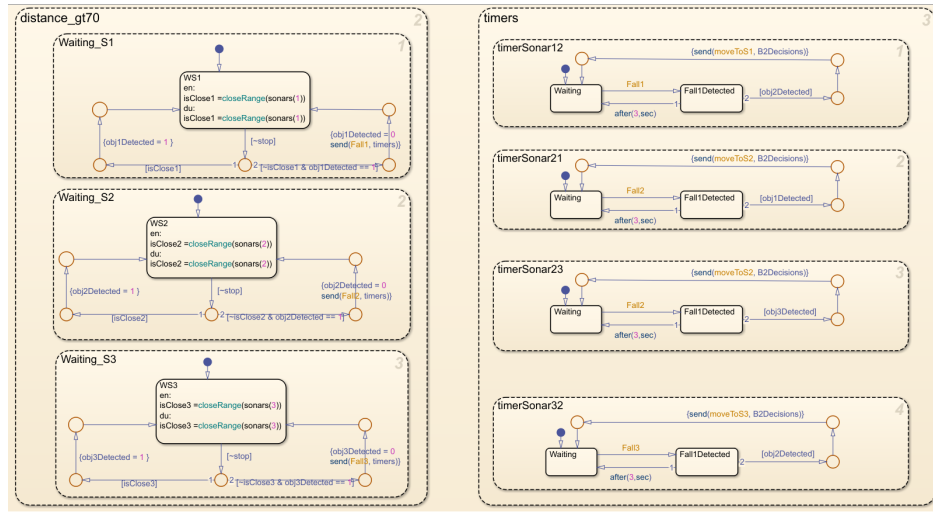 distance_gt70
2
Waiting_S1
1
WS1
en:
isClose1 =closeRange(sonars(1))
du:
isClose1 =closeRange(sonars(1))
{obj1Detected = 1 }
[~stop]
{obj1Detected = 0
send(Fall1, timers)}
[isClose1]
1
2
[~isClose1 & obj1Detected == 1]
Waiting_S2
2
WS2
en:
isClose2 =closeRange(sonars(2))
du:
isClose2 =closeRange(sonars(2))
{obj2Detected = 1 }
[~stop]
{obj2Detected = 0
send(Fall2, timers)}
[isClose2]
1
2
[~isClose2 & obj2Detected == 1]
Waiting_S3
3
WS3
en:
isClose3 =closeRange(sonars(3))
du:
isClose3 =closeRange(sonars(3))
{obj3Detected = 1 }
[~stop]
{obj3Detected = 0
send(Fall3, timers)}
[isClose3]
1
2
[~isClose3 & obj3Detected == 1]
timers
3
timerSonar12
1
{send(moveToS1, B2Decisions)}
Waiting
Fall1
Fall1Detected
[obj2Detected]
2
1
after(3,sec)
timerSonar21
2
{send(moveToS2, B2Decisions)}
Waiting
Fall2
Fall1Detected
[obj1Detected]
2
1
after(3,sec)
timerSonar23
3
{send(moveToS2, B2Decisions)}
Waiting
Fall2
Fall1Detected
[obj3Detected]
2
1
after(3,sec)
timerSonar32
4
{send(moveToS3, B2Decisions)}
Waiting
Fall3
Fall1Detected
[obj2Detected]
2
1
after(3,sec)